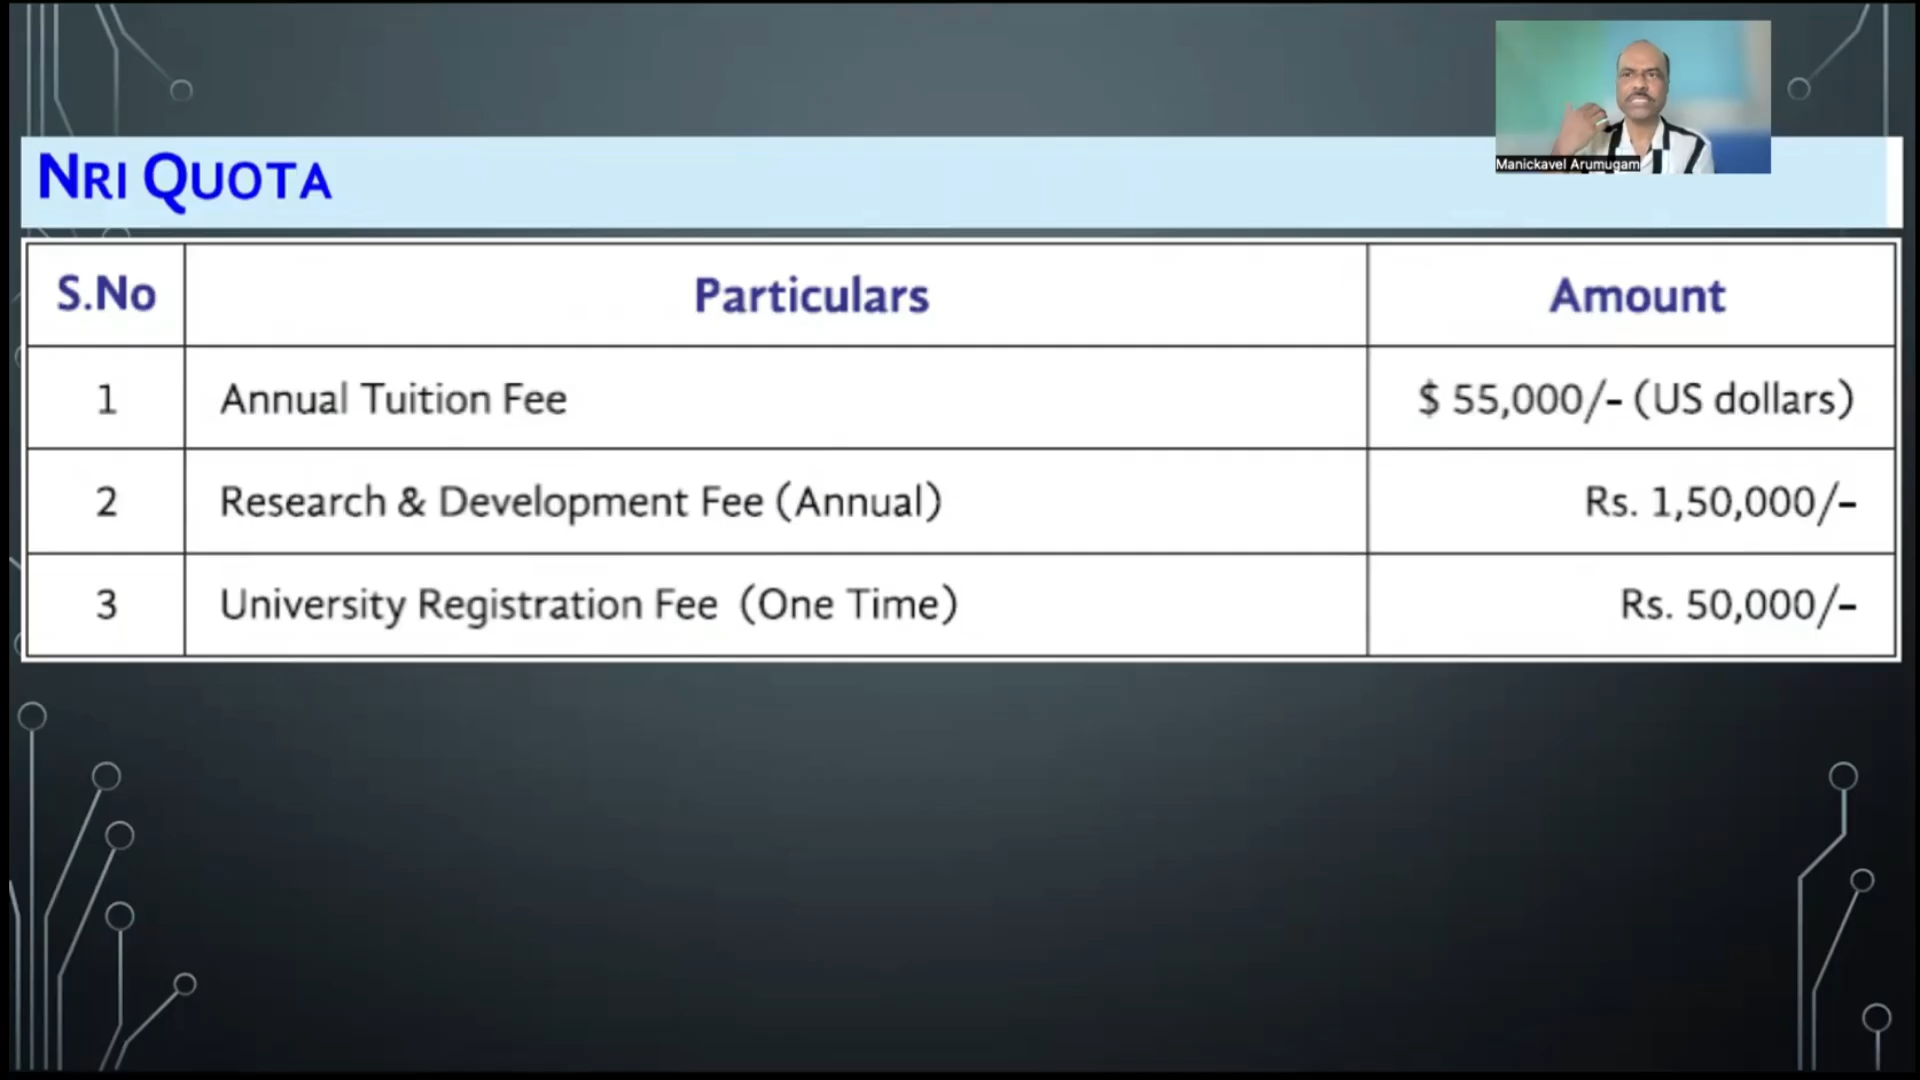 Manickavel Arumugam
NRI QUOTA
S.No Particulars Amount
1 Annual Tuition Fee $ 55,000/- (US dollars)
2 Research & Development Fee (Annual) Rs. 1,50,000/-
3 University Registration Fee (One Time) Rs. 50,000/-